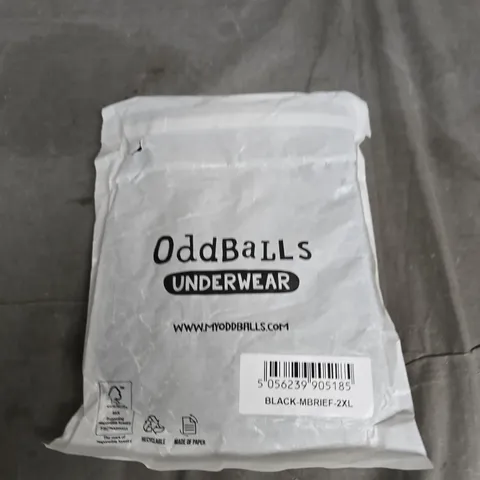 OddBaLLs
UNDERWEAR
WWW.MYODDBALLS.COM
5 056239 905185
BLACK-MBRIEF-2XL
RECYCLABLE
MADE OF PAPER